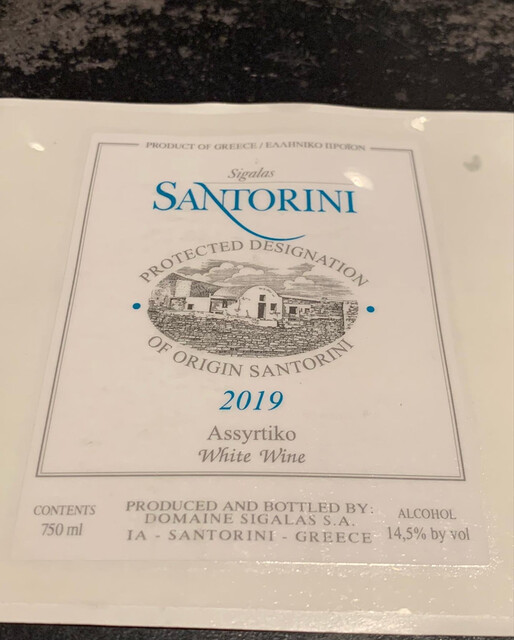 PRODUCT OF GREECE / ΕΛΛΗΝΙΚΟ ΠΡΟΪΟΝ
Sigalas
SANTORINI
PROTECTED DESIGNATION
OF ORIGIN SANTORINI
2019
Assyrtiko
White Wine
CONTENTS
750 ml
PRODUCED AND BOTTLED BY:
DOMAINE SIGALAS S.A.
IA - SANTORINI - GREECE
ALCOHOL
14,5% by vol